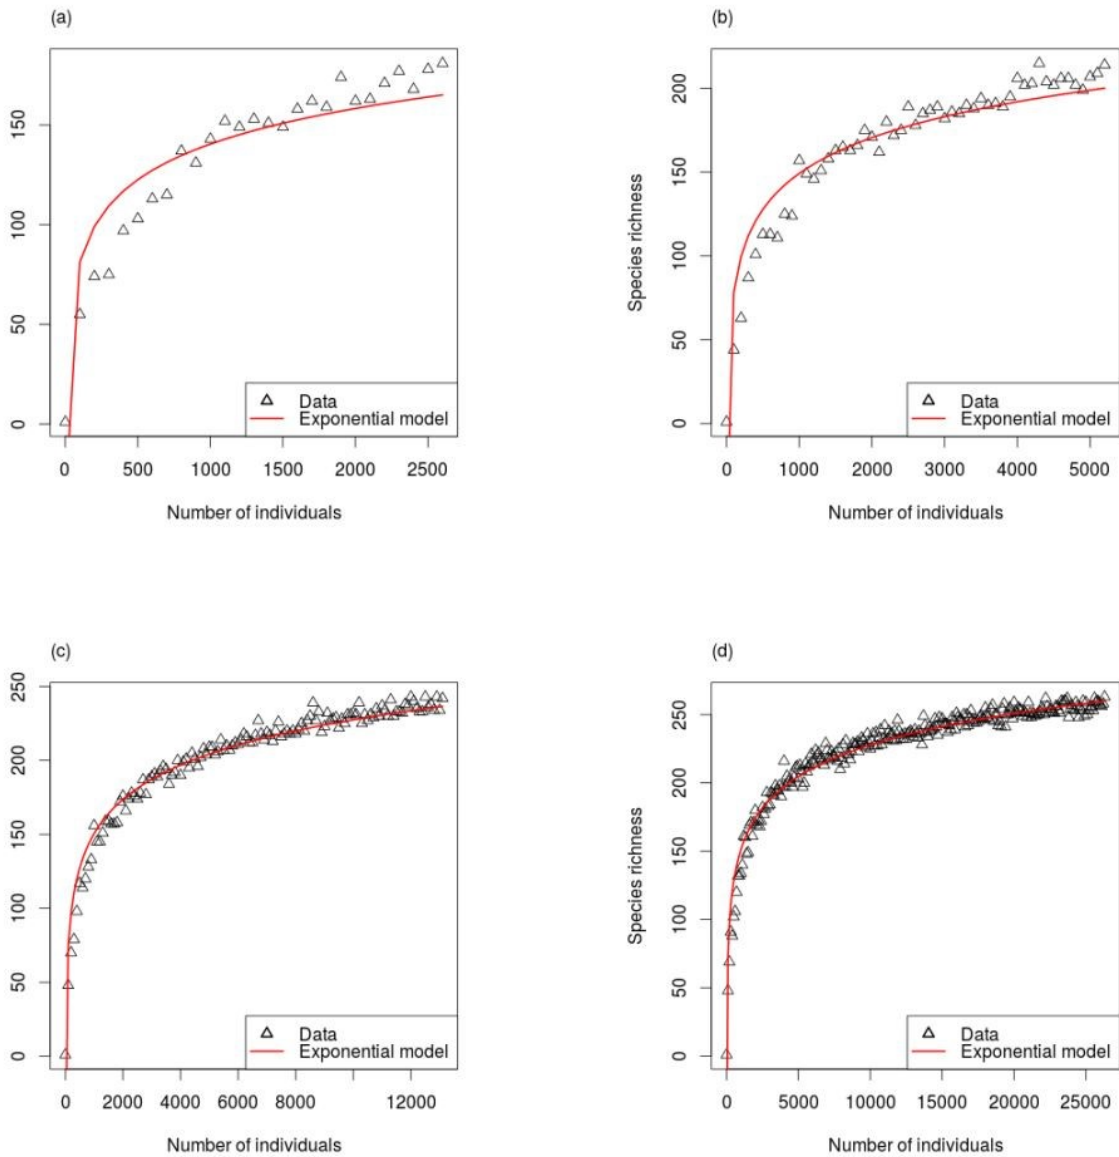 (a)
150
100
50
0
Data
Exponential model
0 500 1000 1500 2000 2500
Number of individuals
(b)
Species richness
200
150
100
50
0
Data
Exponential model
0 1000 2000 3000 4000 5000
Number of individuals
(c)
250
200
150
100
50
0
Data
Exponential model
0 2000 4000 6000 8000 12000
Number of individuals
(d)
Species richness
250
200
150
100
50
0
Data
Exponential model
0 5000 10000 15000 20000 25000
Number of individuals